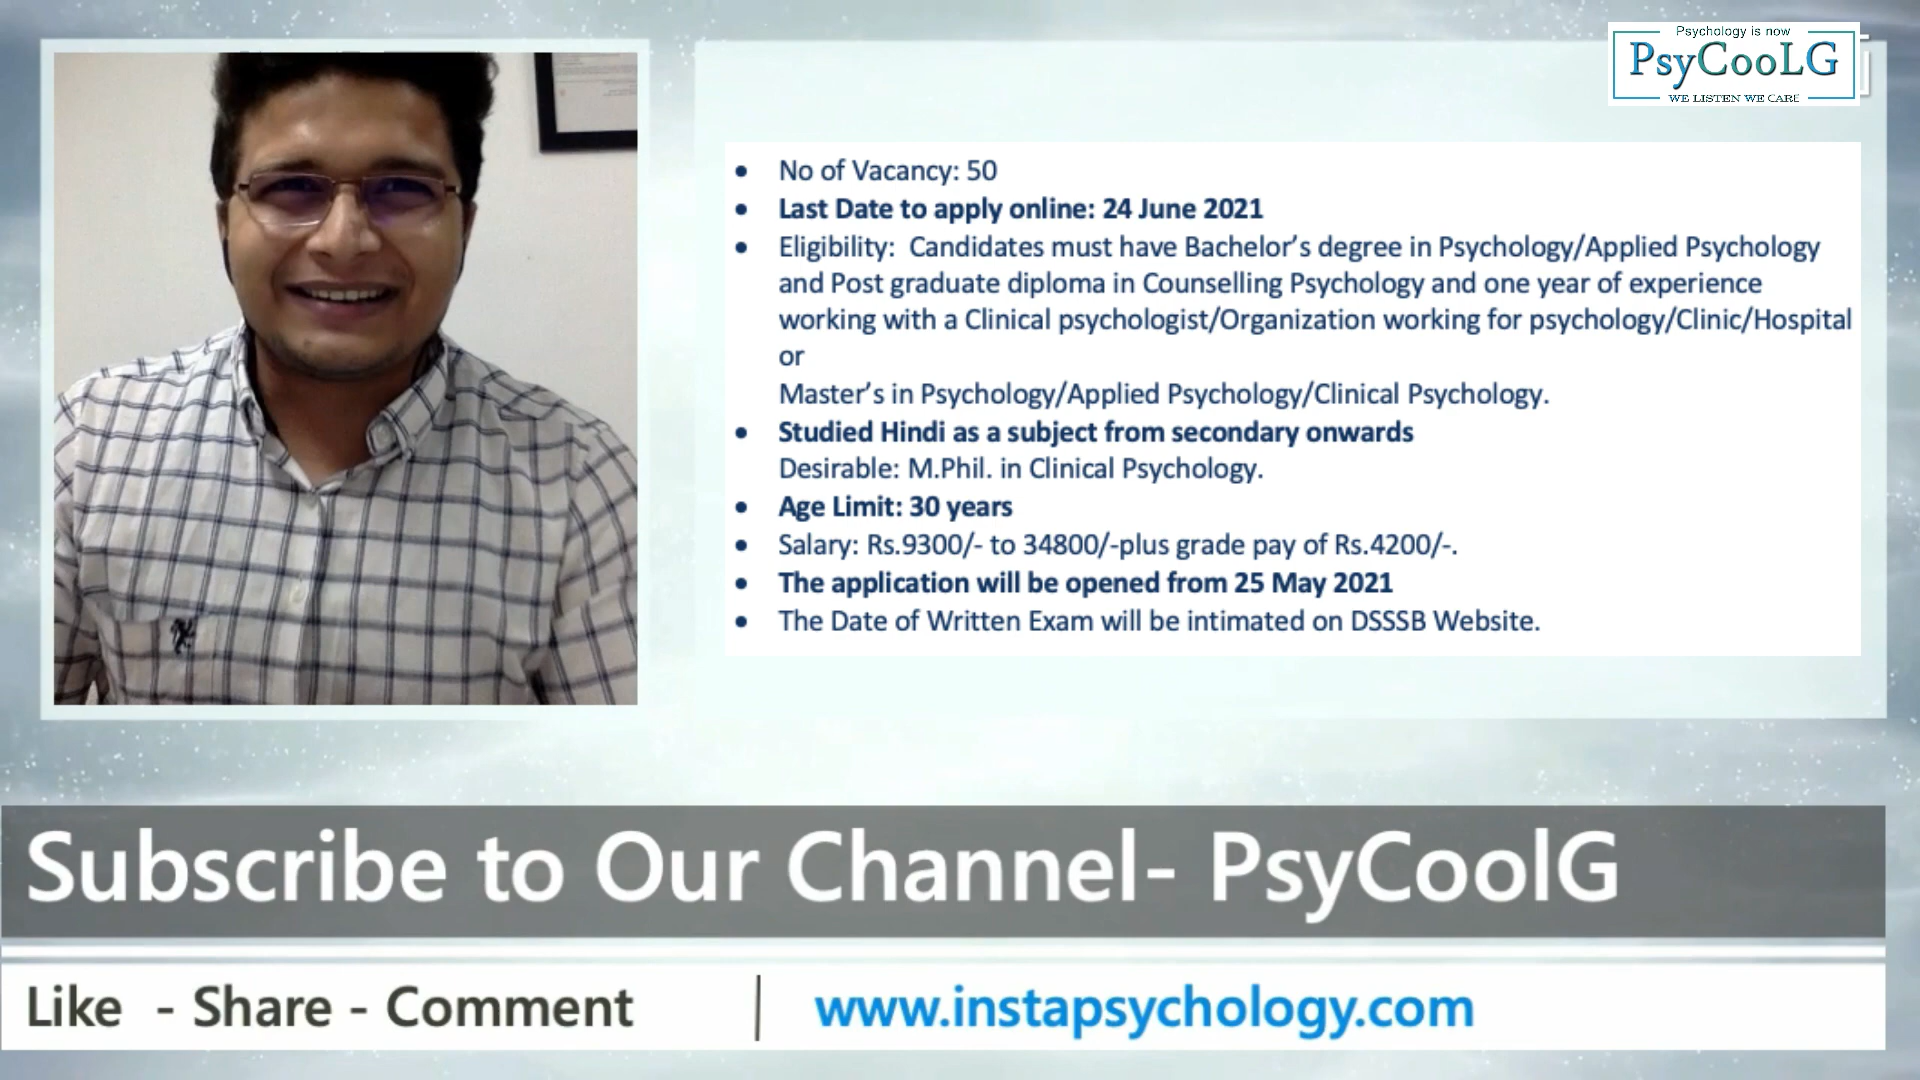 Psychology is now
PsyCooLG
WE LISTEN WE CARE
• No of Vacancy: 50
• Last Date to apply online: 24 June 2021
• Eligibility:  Candidates must have Bachelor’s degree in Psychology/Applied Psychology
and Post graduate diploma in Counselling Psychology and one year of experience
working with a Clinical psychologist/Organization working for psychology/Clinic/Hospital
or
Master’s in Psychology/Applied Psychology/Clinical Psychology.
• Studied Hindi as a subject from secondary onwards
Desirable: M.Phil. in Clinical Psychology.
• Age Limit: 30 years
• Salary: Rs.9300/- to 34800/-plus grade pay of Rs.4200/-.
• The application will be opened from 25 May 2021
• The Date of Written Exam will be intimated on DSSSB Website.
Subscribe to Our Channel- PsyCoolG
Like  - Share - Comment | www.instapsychology.com